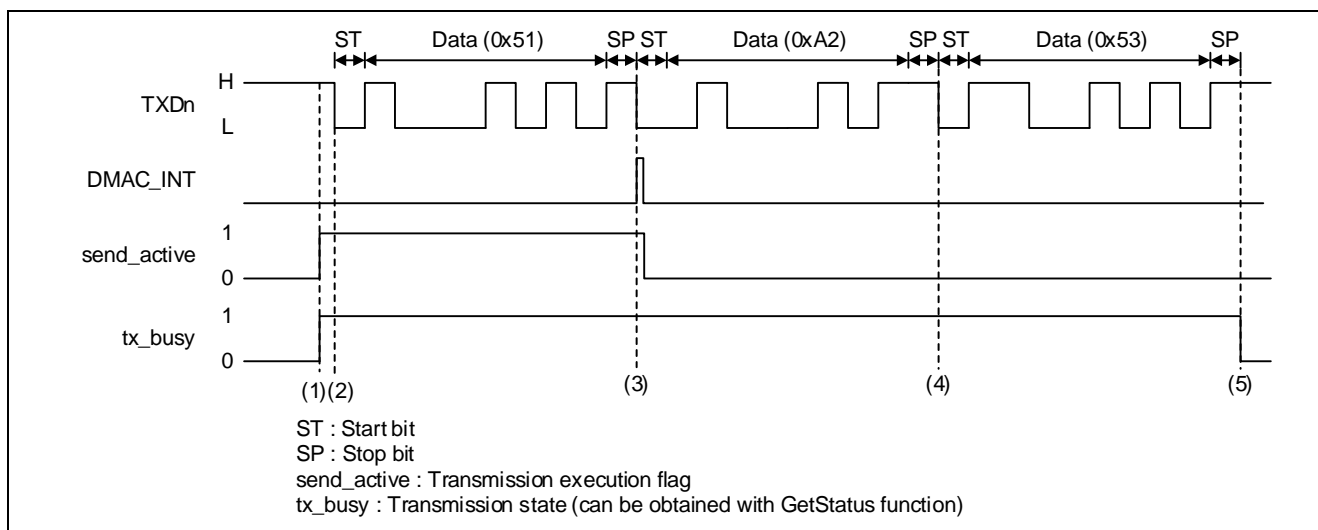 ST Data (0x51) SP ST Data (0xA2) SP ST Data (0x53) SP
H
TXDn
L
DMAC_INT
1
send_active
0
1
tx_busy
0
(1) (2) (3) (4) (5)
ST : Start bit
SP : Stop bit
send_active : Transmission execution flag
tx_busy : Transmission state (can be obtained with GetStatus function)